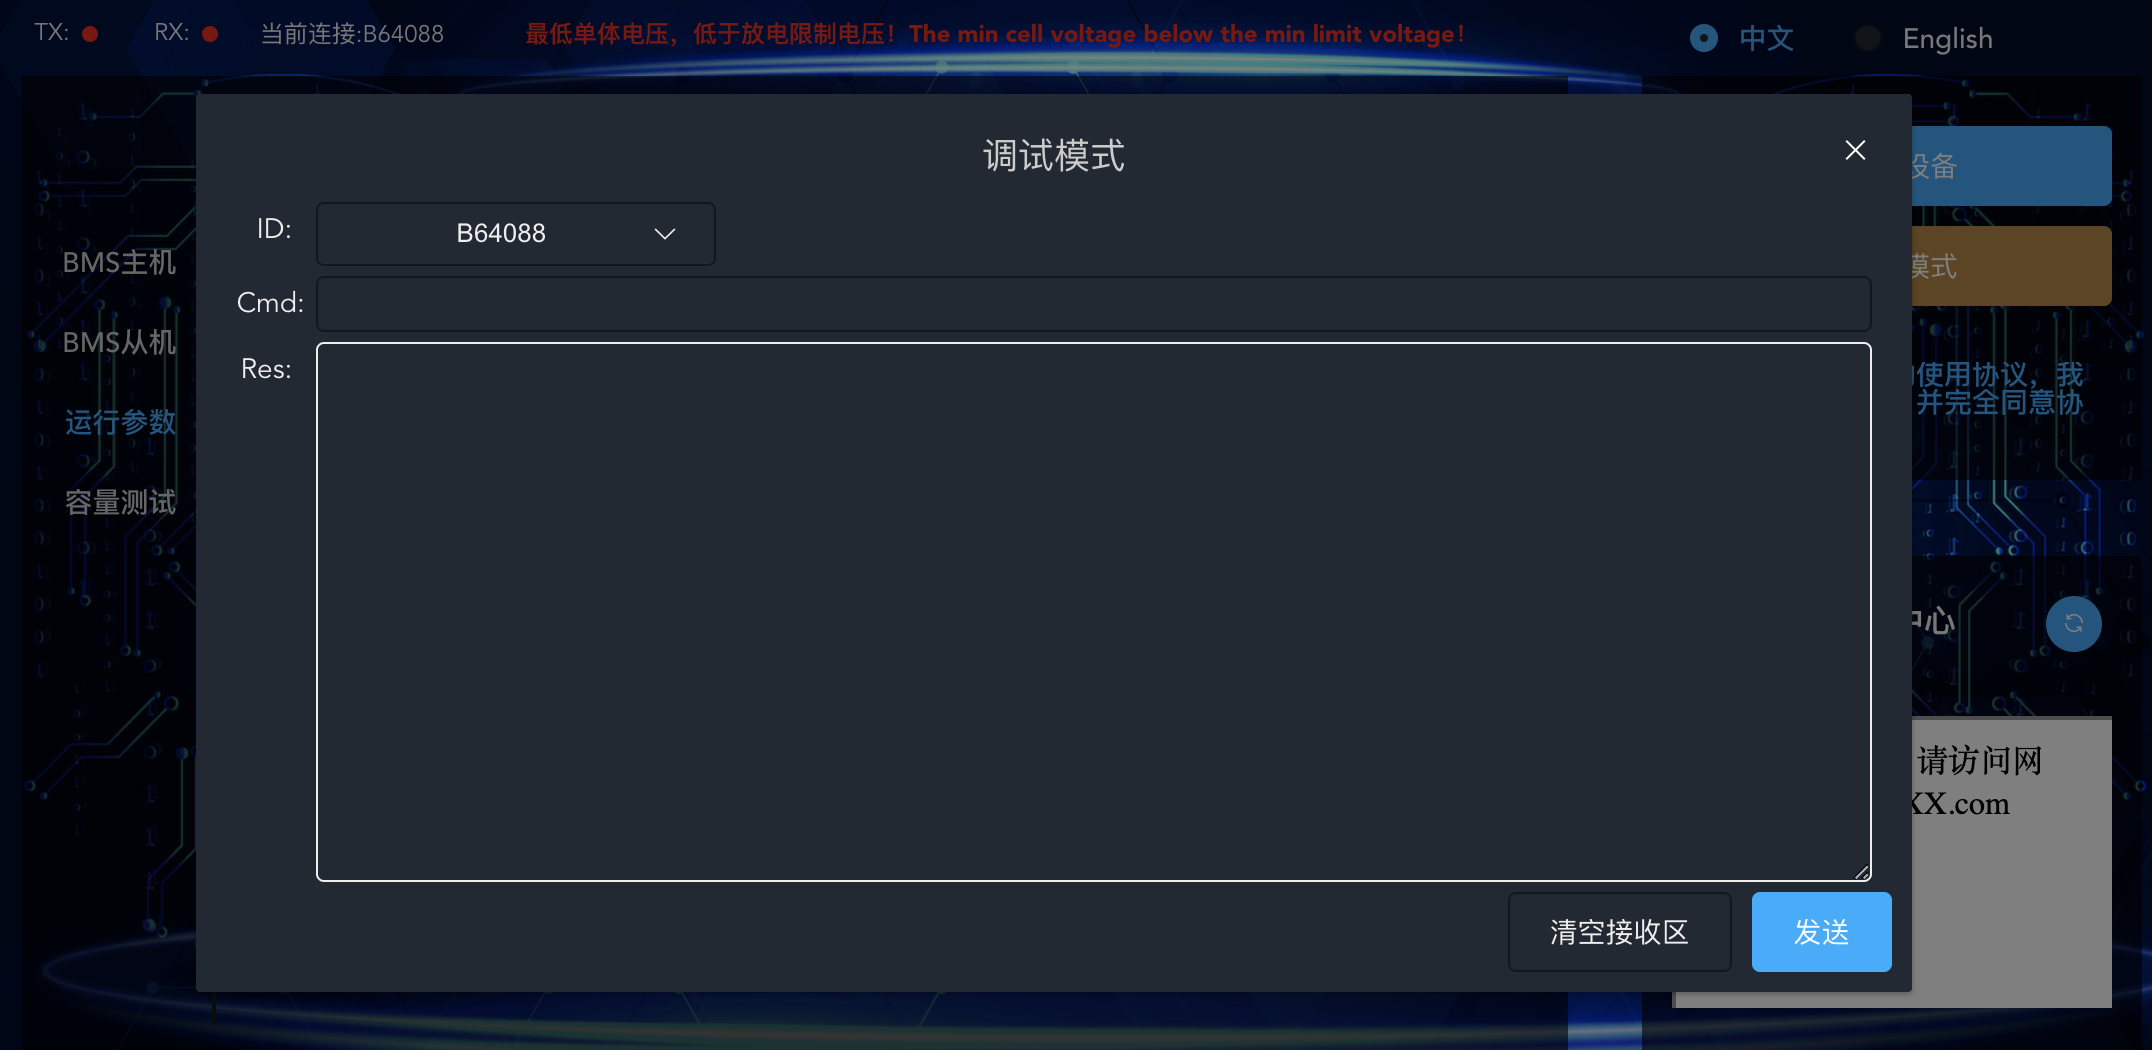 TX:
RX:
当前连接:B64088
最低单体电压，低于放电限制电压！The min cell voltage below the min limit voltage！
中文
English
调试模式
设备
ID:
B64088
BMS主机
模式
Cmd:
BMS从机
Res:
使用协议，我
并完全同意协
运行参数
容量测试
中心
请访问网
XX.com
清空接收区
发送